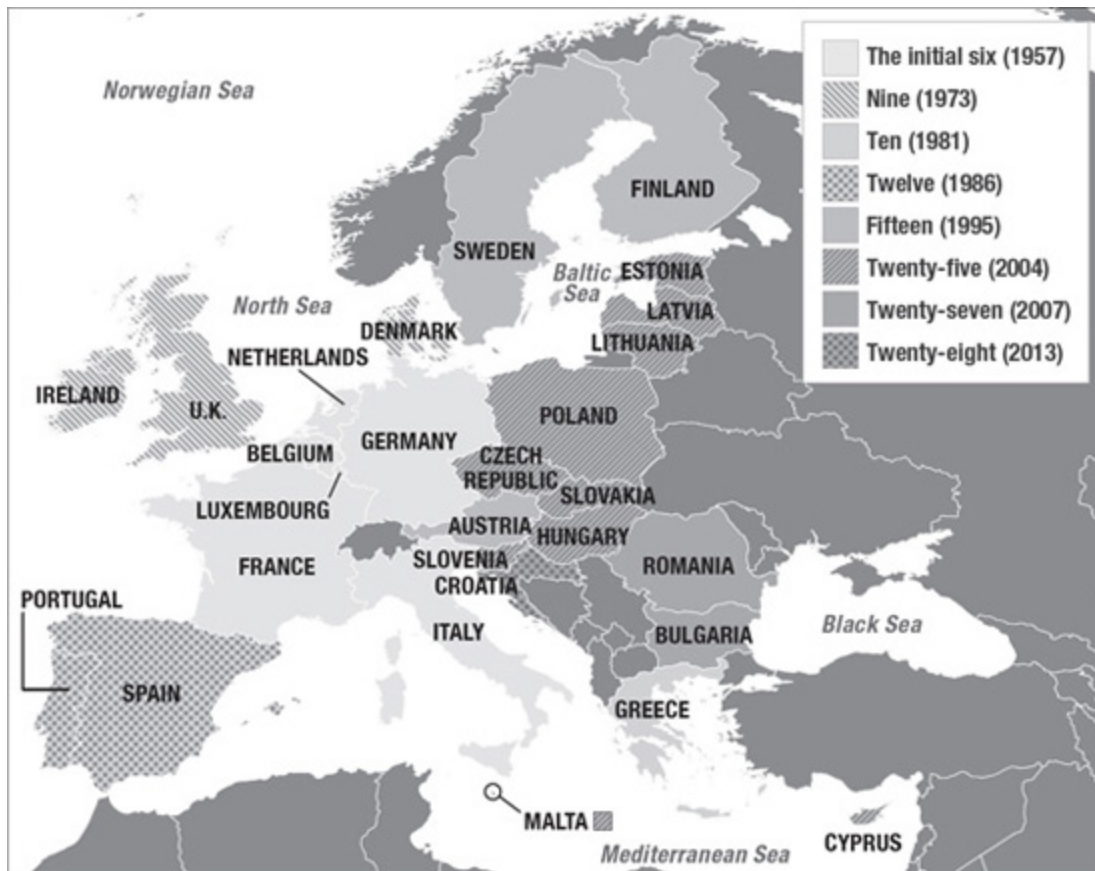 Norwegian Sea
The initial six (1957)
Nine (1973)
Ten (1981)
Twelve (1986)
Fifteen (1995)
Twenty-five (2004)
Twenty-seven (2007)
Twenty-eight (2013)
FINLAND
SWEDEN
Baltic
Sea
ESTONIA
LATVIA
LITHUANIA
North Sea
DENMARK
NETHERLANDS
IRELAND
U.K.
POLAND
GERMANY
BELGIUM
CZECH
REPUBLIC
SLOVAKIA
LUXEMBOURG
AUSTRIA
HUNGARY
FRANCE
SLOVENIA
CROATIA
ROMANIA
PORTUGAL
ITALY
BULGARIA
Black Sea
SPAIN
GREECE
MALTA
CYPRUS
Mediterranean Sea